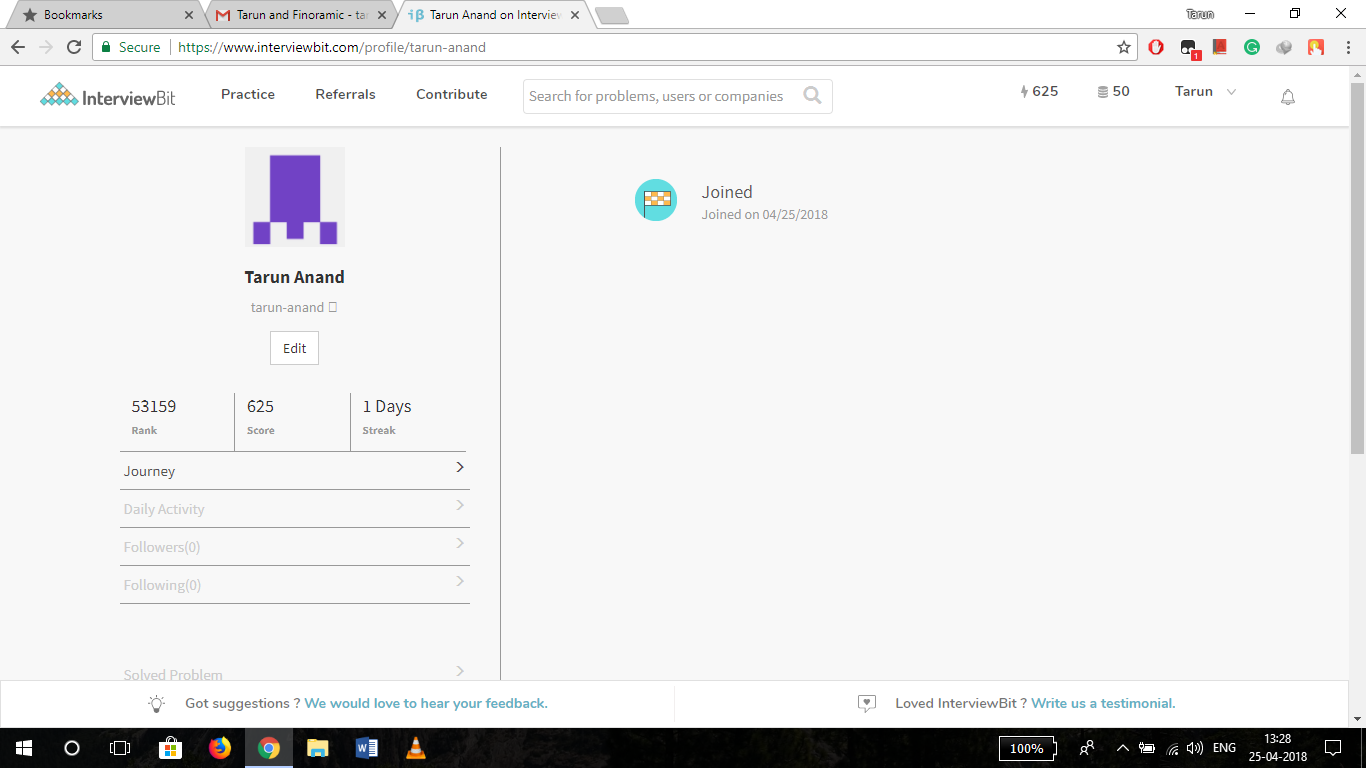 Bookmarks
Tarun and Finoramic - ta
Tarun Anand on Interview
Tarun
Secure
https://www.interviewbit.com/profile/tarun-anand
1
InterviewBit
Practice
Referrals
Contribute
Search for problems, users or companies
625
50
Tarun
Joined
Joined on 04/25/2018
Tarun Anand
tarun-anand
Edit
53159
625
1 Days
Rank
Score
Streak
Journey
Daily Activity
Followers(0)
Following(0)
Solved Problem
Got suggestions ? We would love to hear your feedback.
Loved InterviewBit ? Write us a testimonial.
100%
ENG
13:28
25-04-2018